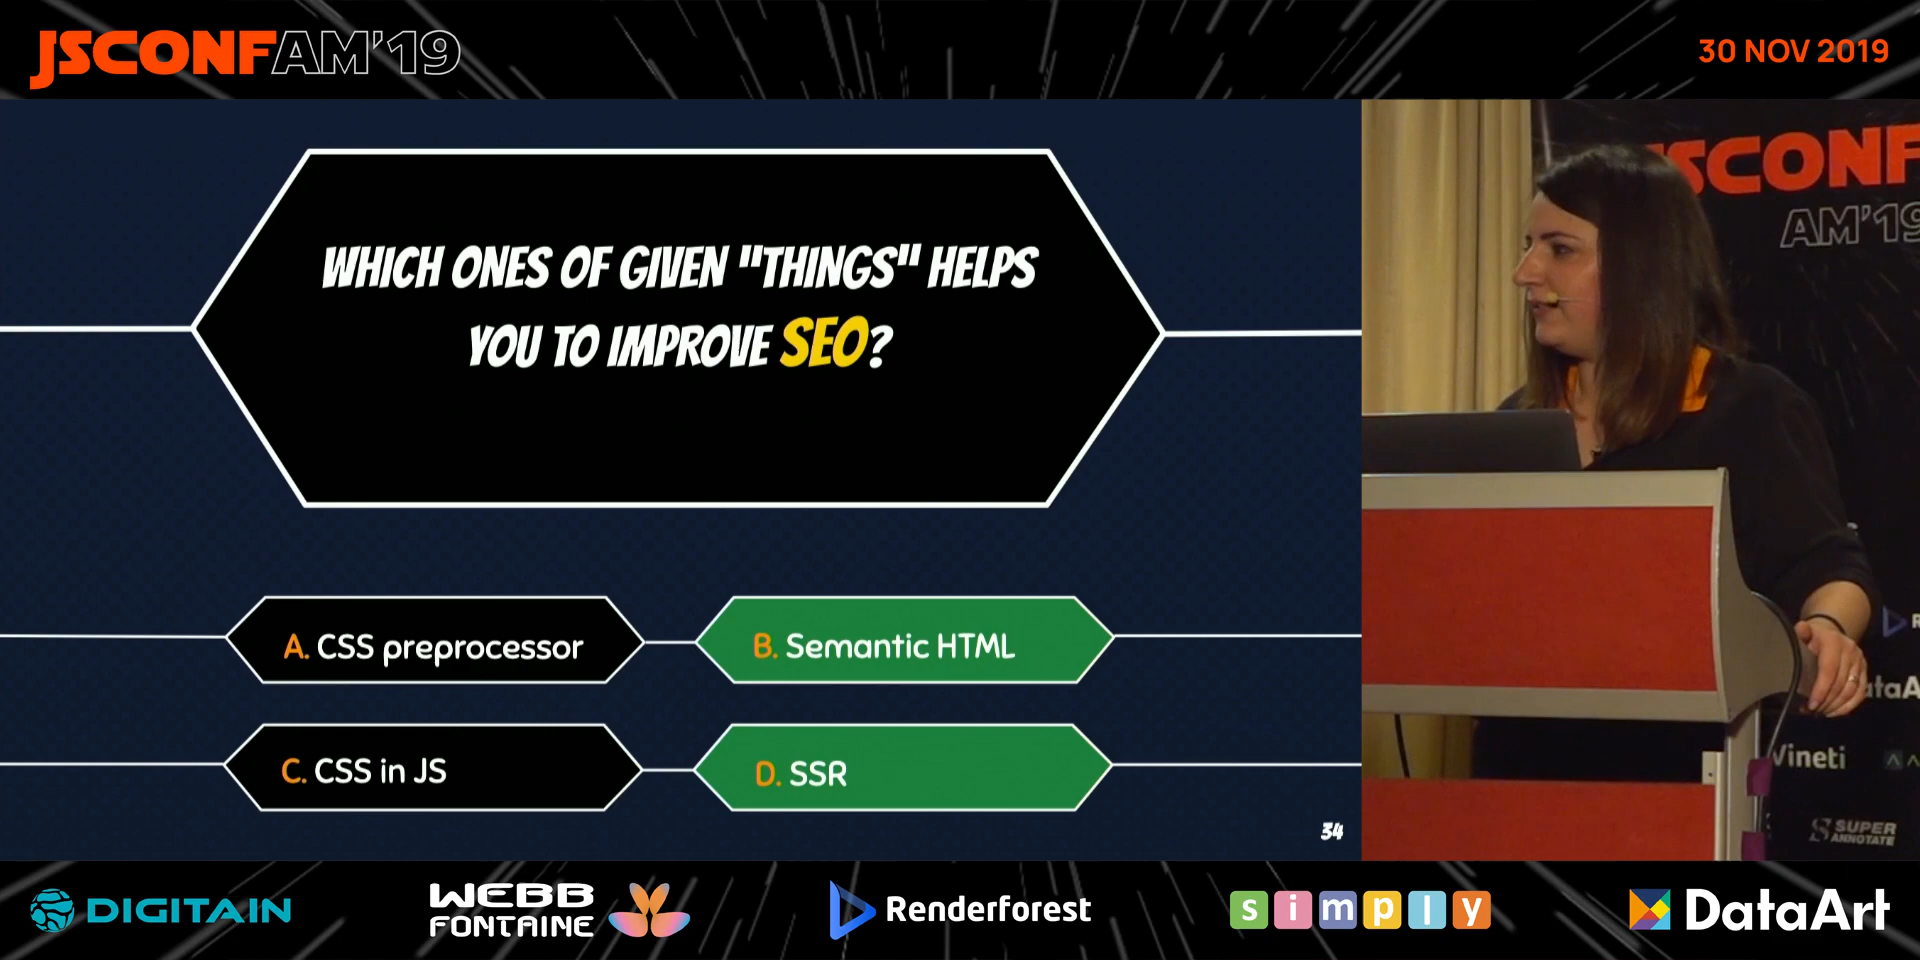 JSCONFAM'19
30 NOV 2019
WHICH ONES OF GIVEN "THINGS" HELPS
YOU TO IMPROVE SEO?
A. CSS preprocessor
B. Semantic HTML
C. CSS in JS
D. SSR
34
JSCONF
AM'19
ataA
Vineti
SUPER
ANNOTATE
DIGITAIN
WEBB
FONTAINE
Renderforest
simply
DataArt